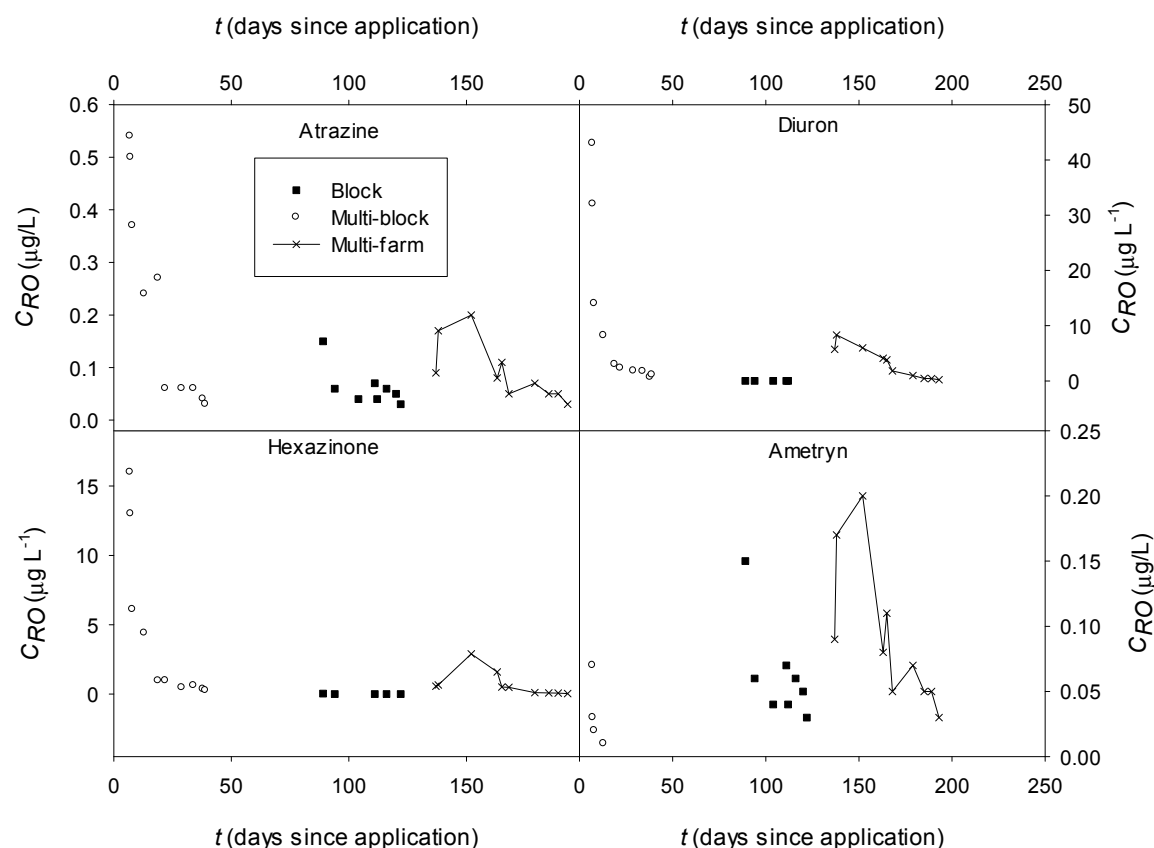 t (days since application) t (days since application)
0 50 100 150 0 50 100 150 200 250
Atrazine
Diuron
Block
Multi-block
Multi-farm
0.6
0.5
0.4
0.3
0.2
0.1
0.0
CRO (µg/L)
50
40
30
20
10
0
CRO (µg L-1)
Hexazinone
Ametryn
15
10
5
0
CRO (µg L-1)
0.25
0.20
0.15
0.10
0.05
0.00
CRO (µg/L)
0 50 100 150 0 50 100 150 200 250
t (days since application) t (days since application)